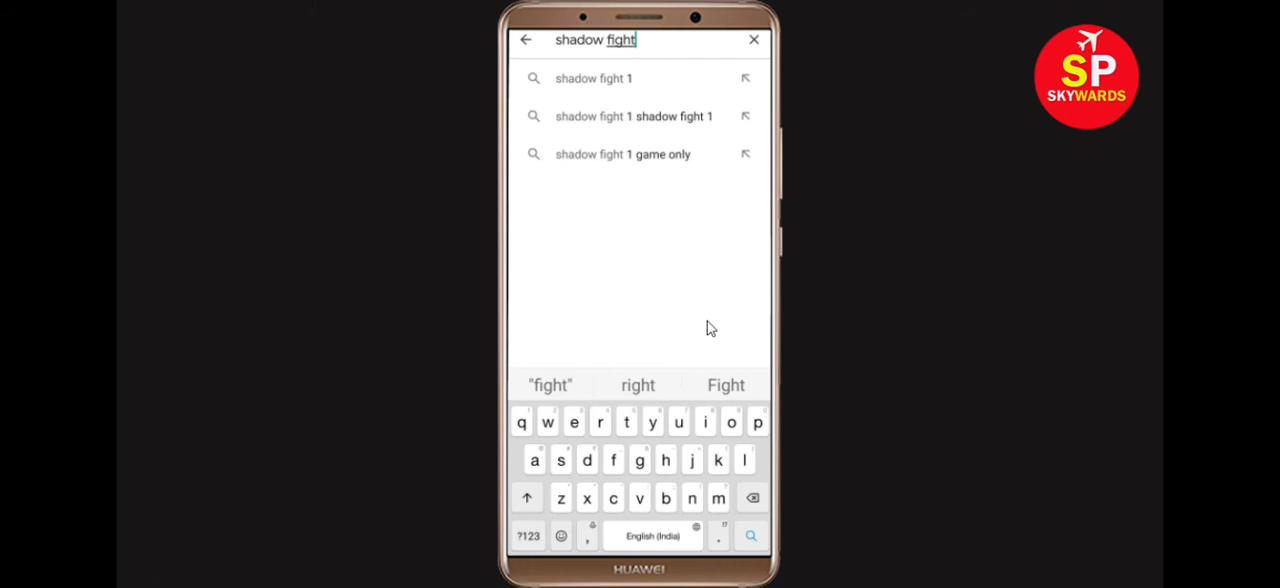 shadow fight
shadow fight 1
shadow fight 1 shadow fight 1
shadow fight 1 game only
"fight" right Fight
q w e r t y u i o p
a s d f g h j k l
z x c v b n m
?123 , English (India) .
HUAWEI
SP
SKYWARDS